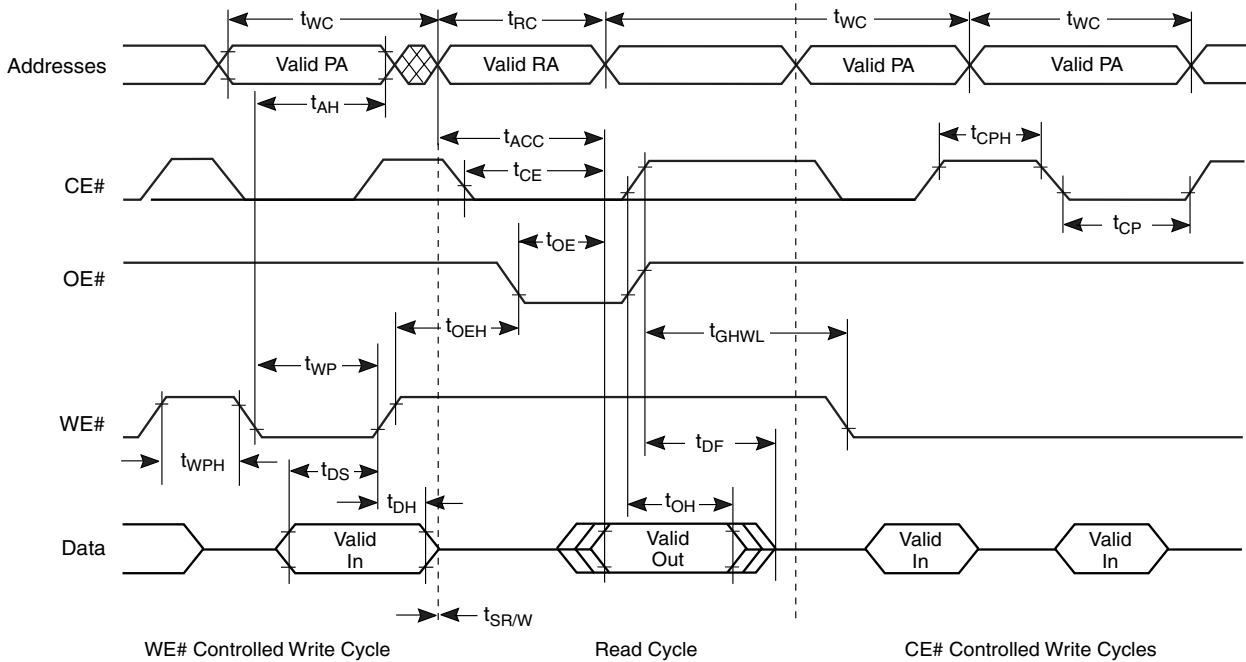 tWC tRC tWC tWC
Addresses Valid PA Valid RA Valid PA Valid PA
tAH
tACC tCPH
CE# tCE
tCP
tOE
OE#
tOEH tGHWL
tWP
WE#
tDF
tWPH tDS
tDH tOH
Data Valid In Valid Out Valid In Valid In
tSR/W
WE# Controlled Write Cycle Read Cycle CE# Controlled Write Cycles